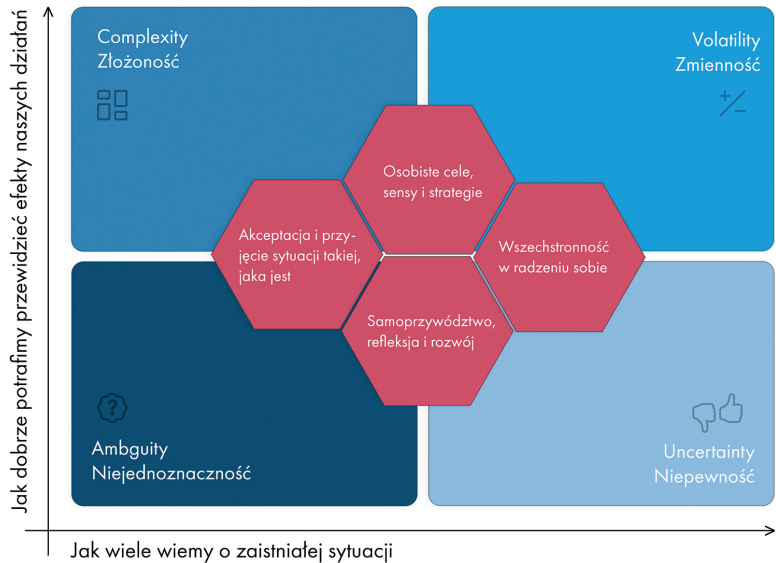 Jak dobrze potrafimy przewidzieć efekty naszych działań
Complexity
Złożoność
Volatility
Zmienność
Osobiste cele,
sensy i strategie
Akceptacja i przy-
jęcie sytuacji takiej,
jaka jest
Wszechstronność
w radzeniu sobie
Samoprzywództwo,
refleksja i rozwój
?
Ambguity
Niejednoznaczność
Uncertainty
Niepewność
Jak wiele wiemy o zaistniałej sytuacji